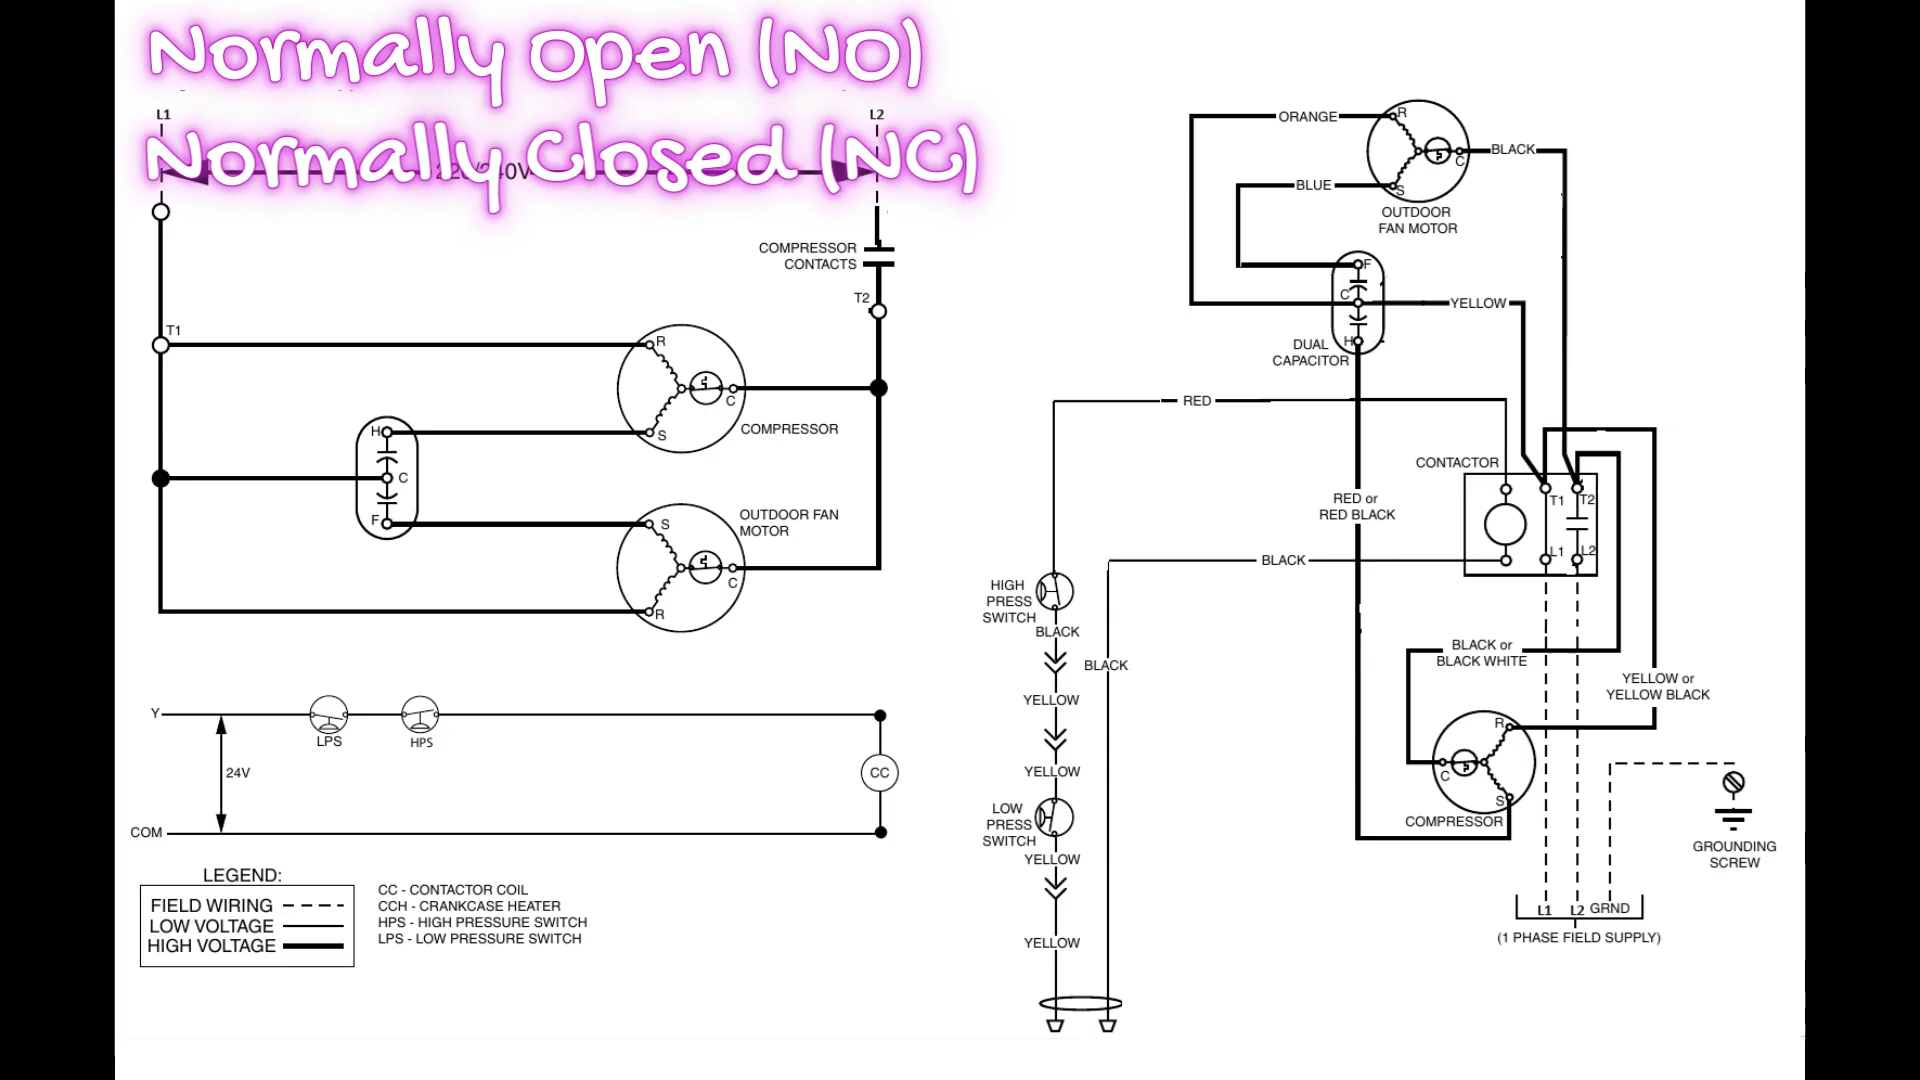 Normally Open (NO)
Normally Closed (NC)
L1
L2
COMPRESSOR
CONTACTS
T2
T1
R
C
S
COMPRESSOR
H
C
F
OUTDOOR FAN
MOTOR
S
C
R
Y
LPS
HPS
24V
CC
COM
LEGEND:
FIELD WIRING
LOW VOLTAGE
HIGH VOLTAGE
CC - CONTACTOR COIL
CCH - CRANKCASE HEATER
HPS - HIGH PRESSURE SWITCH
LPS - LOW PRESSURE SWITCH
ORANGE
R
BLACK
C
BLUE
S
OUTDOOR
FAN MOTOR
F
C
YELLOW
H
DUAL
CAPACITOR
RED
CONTACTOR
T1
T2
RED or
RED BLACK
L1
L2
BLACK
HIGH
PRESS
SWITCH
BLACK
BLACK
YELLOW
YELLOW
LOW
PRESS
SWITCH
YELLOW
YELLOW
BLACK or
BLACK WHITE
YELLOW or
YELLOW BLACK
R
C
S
COMPRESSOR
GROUNDING
SCREW
L1
L2
GRND
(1 PHASE FIELD SUPPLY)